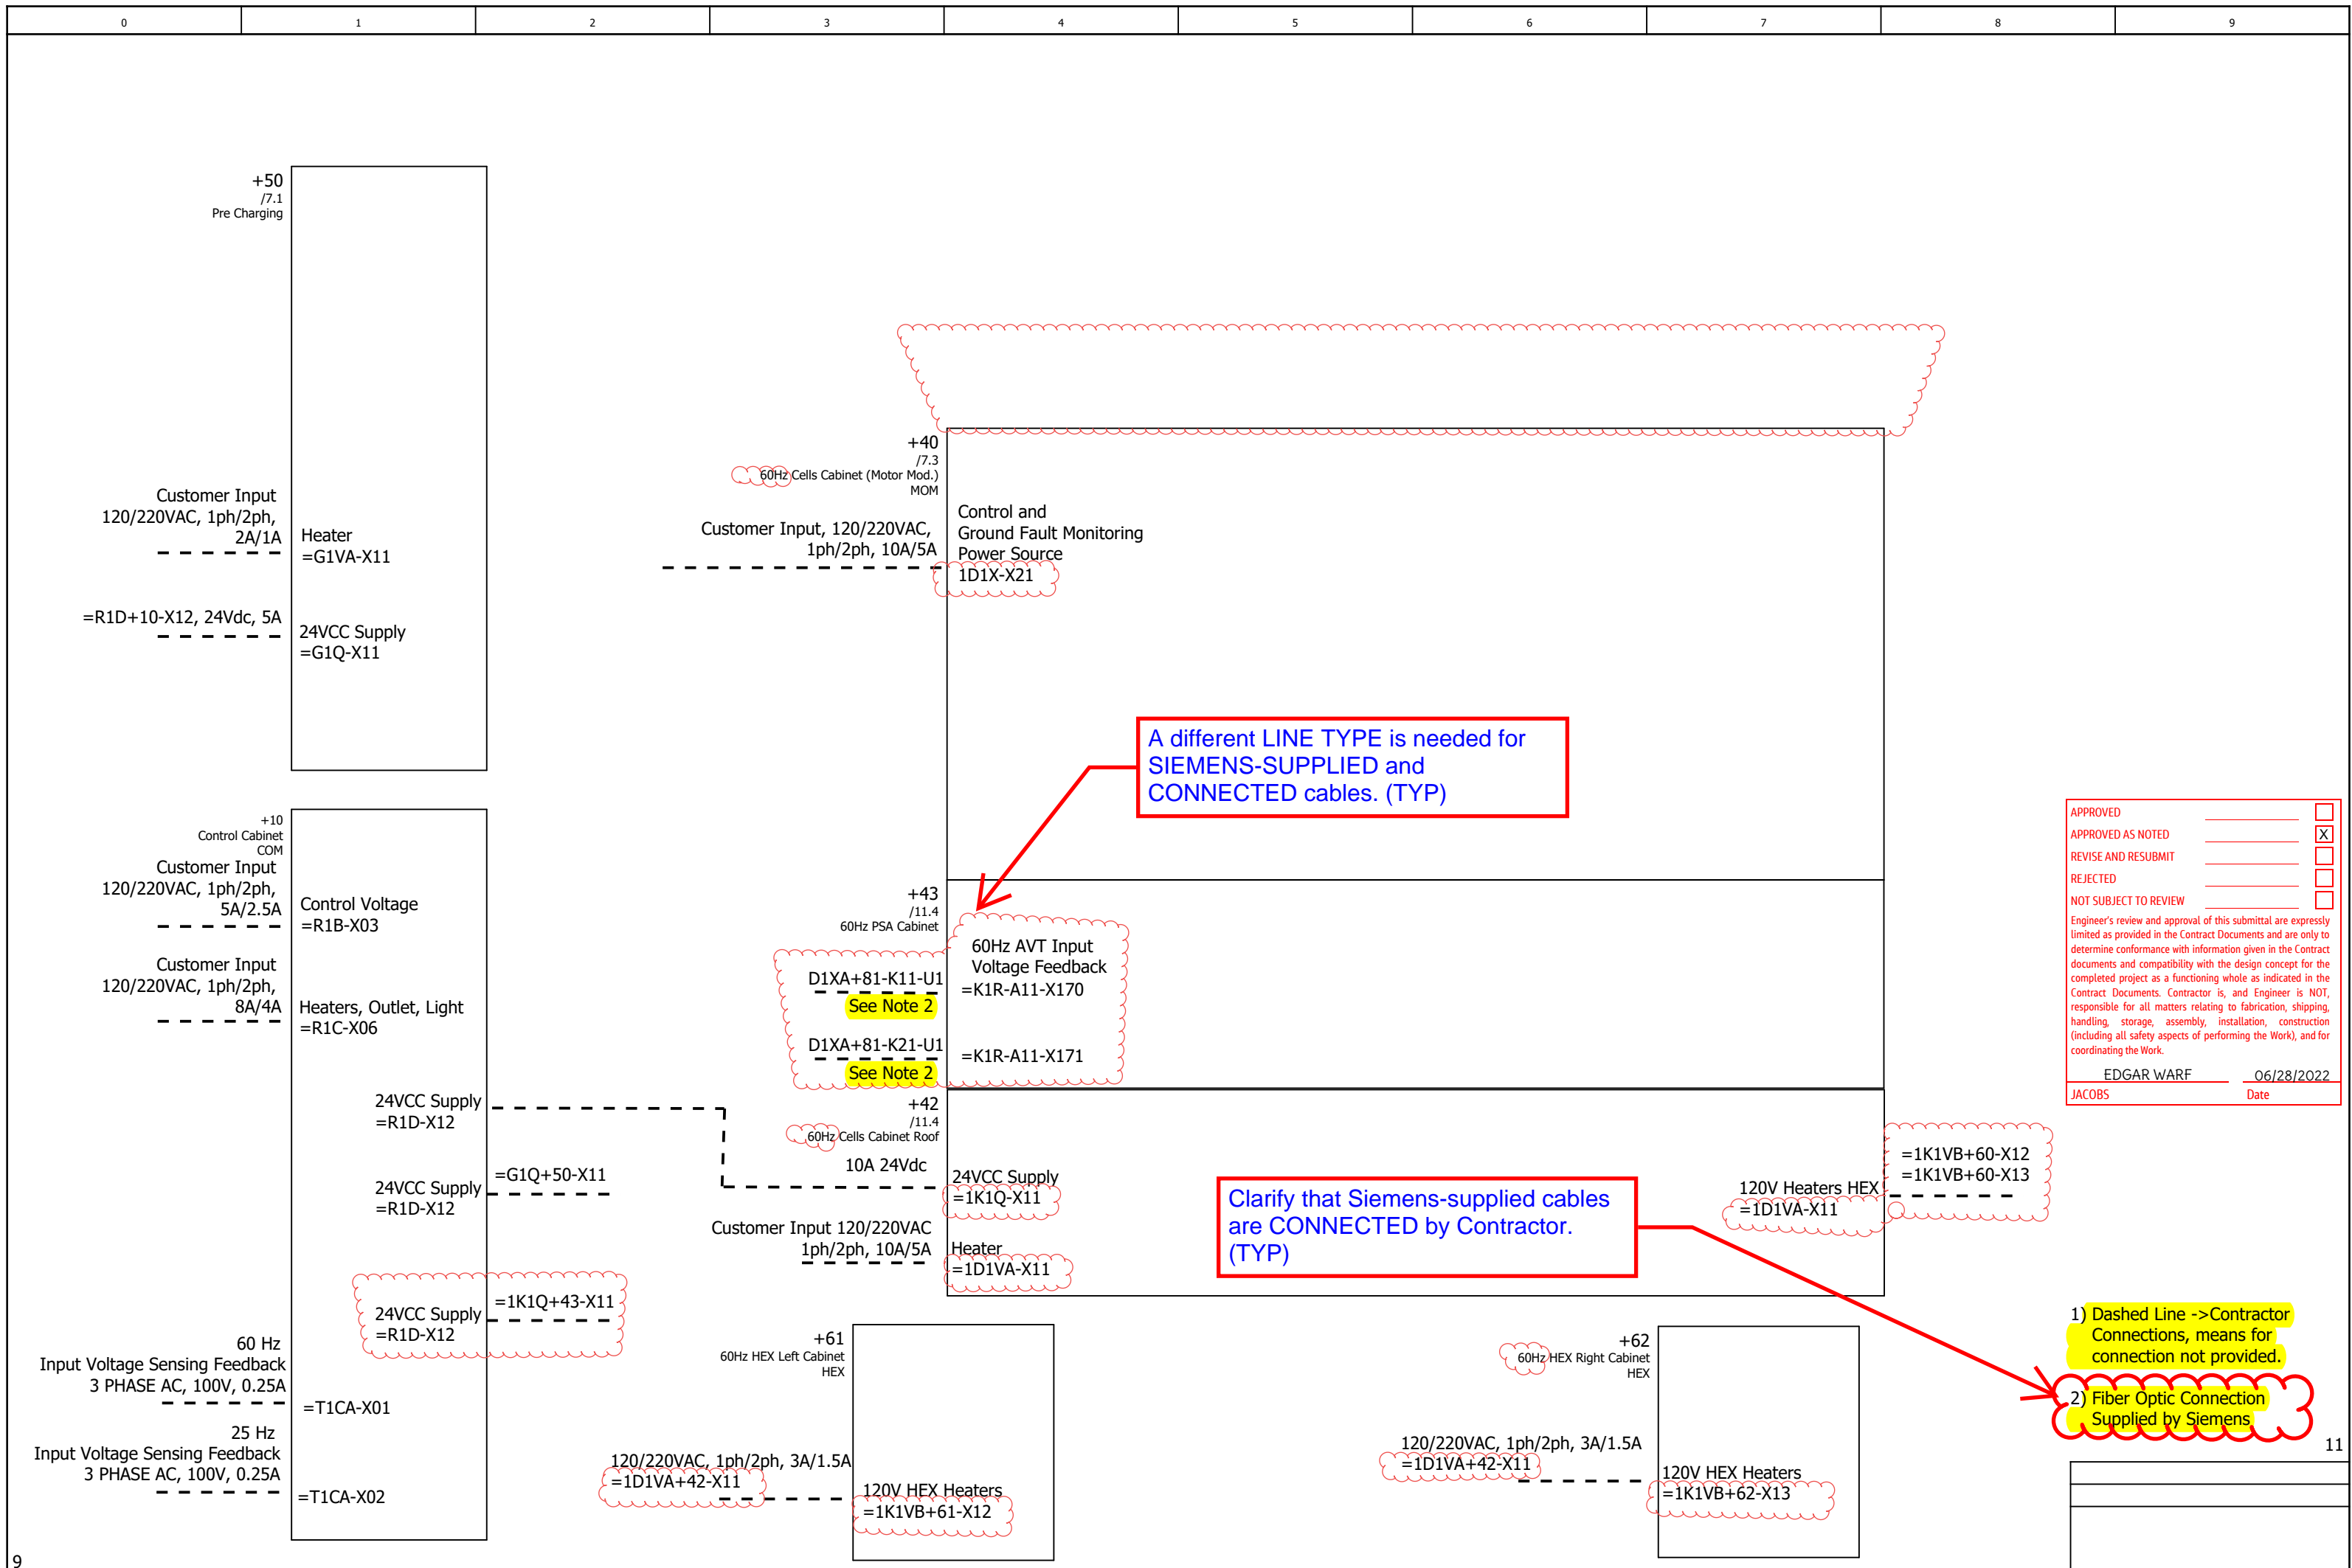 0 1 2 3 4 5 6 7 8 9
+50
/7.1
Pre Charging
Customer Input
120/220VAC, 1ph/2ph,
2A/1A
Heater
=G1VA-X11
=R1D+10-X12, 24Vdc, 5A
24VCC Supply
=G1Q-X11
+40
/7.3
60Hz Cells Cabinet (Motor Mod.)
MOM
Customer Input, 120/220VAC,
1ph/2ph, 10A/5A
Control and
Ground Fault Monitoring
Power Source
1D1X-X21
A different LINE TYPE is needed for
SIEMENS-SUPPLIED and
CONNECTED cables. (TYP)
+10
Control Cabinet
COM
Customer Input
120/220VAC, 1ph/2ph,
5A/2.5A
Control Voltage
=R1B-X03
Customer Input
120/220VAC, 1ph/2ph,
8A/4A
Heaters, Outlet, Light
=R1C-X06
24VCC Supply
=R1D-X12
24VCC Supply
=R1D-X12
=G1Q+50-X11
24VCC Supply
=R1D-X12
=1K1Q+43-X11
60 Hz
Input Voltage Sensing Feedback
3 PHASE AC, 100V, 0.25A
=T1CA-X01
25 Hz
Input Voltage Sensing Feedback
3 PHASE AC, 100V, 0.25A
=T1CA-X02
+43
/11.4
60Hz PSA Cabinet
60Hz AVT Input
Voltage Feedback
D1XA+81-K11-U1
=K1R-A11-X170
See Note 2
D1XA+81-K21-U1
=K1R-A11-X171
See Note 2
+42
/11.4
60Hz Cells Cabinet Roof
10A 24Vdc
24VCC Supply
=1K1Q-X11
Customer Input 120/220VAC
1ph/2ph, 10A/5A
Heater
=1D1VA-X11
Clarify that Siemens-supplied cables
are CONNECTED by Contractor.
(TYP)
120V Heaters HEX
=1D1VA-X11
=1K1VB+60-X12
=1K1VB+60-X13
+61
60Hz HEX Left Cabinet
HEX
120/220VAC, 1ph/2ph, 3A/1.5A
=1D1VA+42-X11
120V HEX Heaters
=1K1VB+61-X12
+62
60Hz HEX Right Cabinet
HEX
120/220VAC, 1ph/2ph, 3A/1.5A
=1D1VA+42-X11
120V HEX Heaters
=1K1VB+62-X13
APPROVED
APPROVED AS NOTED X
REVISE AND RESUBMIT
REJECTED
NOT SUBJECT TO REVIEW
Engineer's review and approval of this submittal are expressly
limited as provided in the Contract Documents and are only to
determine conformance with information given in the Contract
documents and compatibility with the design concept for the
completed project as a functioning whole as indicated in the
Contract Documents. Contractor is, and Engineer is NOT,
responsible for all matters relating to fabrication, shipping,
handling, storage, assembly, installation, construction
(including all safety aspects of performing the Work), and for
coordinating the Work.
EDGAR WARF 06/28/2022
JACOBS Date
1) Dashed Line ->Contractor
Connections, means for
connection not provided.
2) Fiber Optic Connection
Supplied by Siemens
11
9